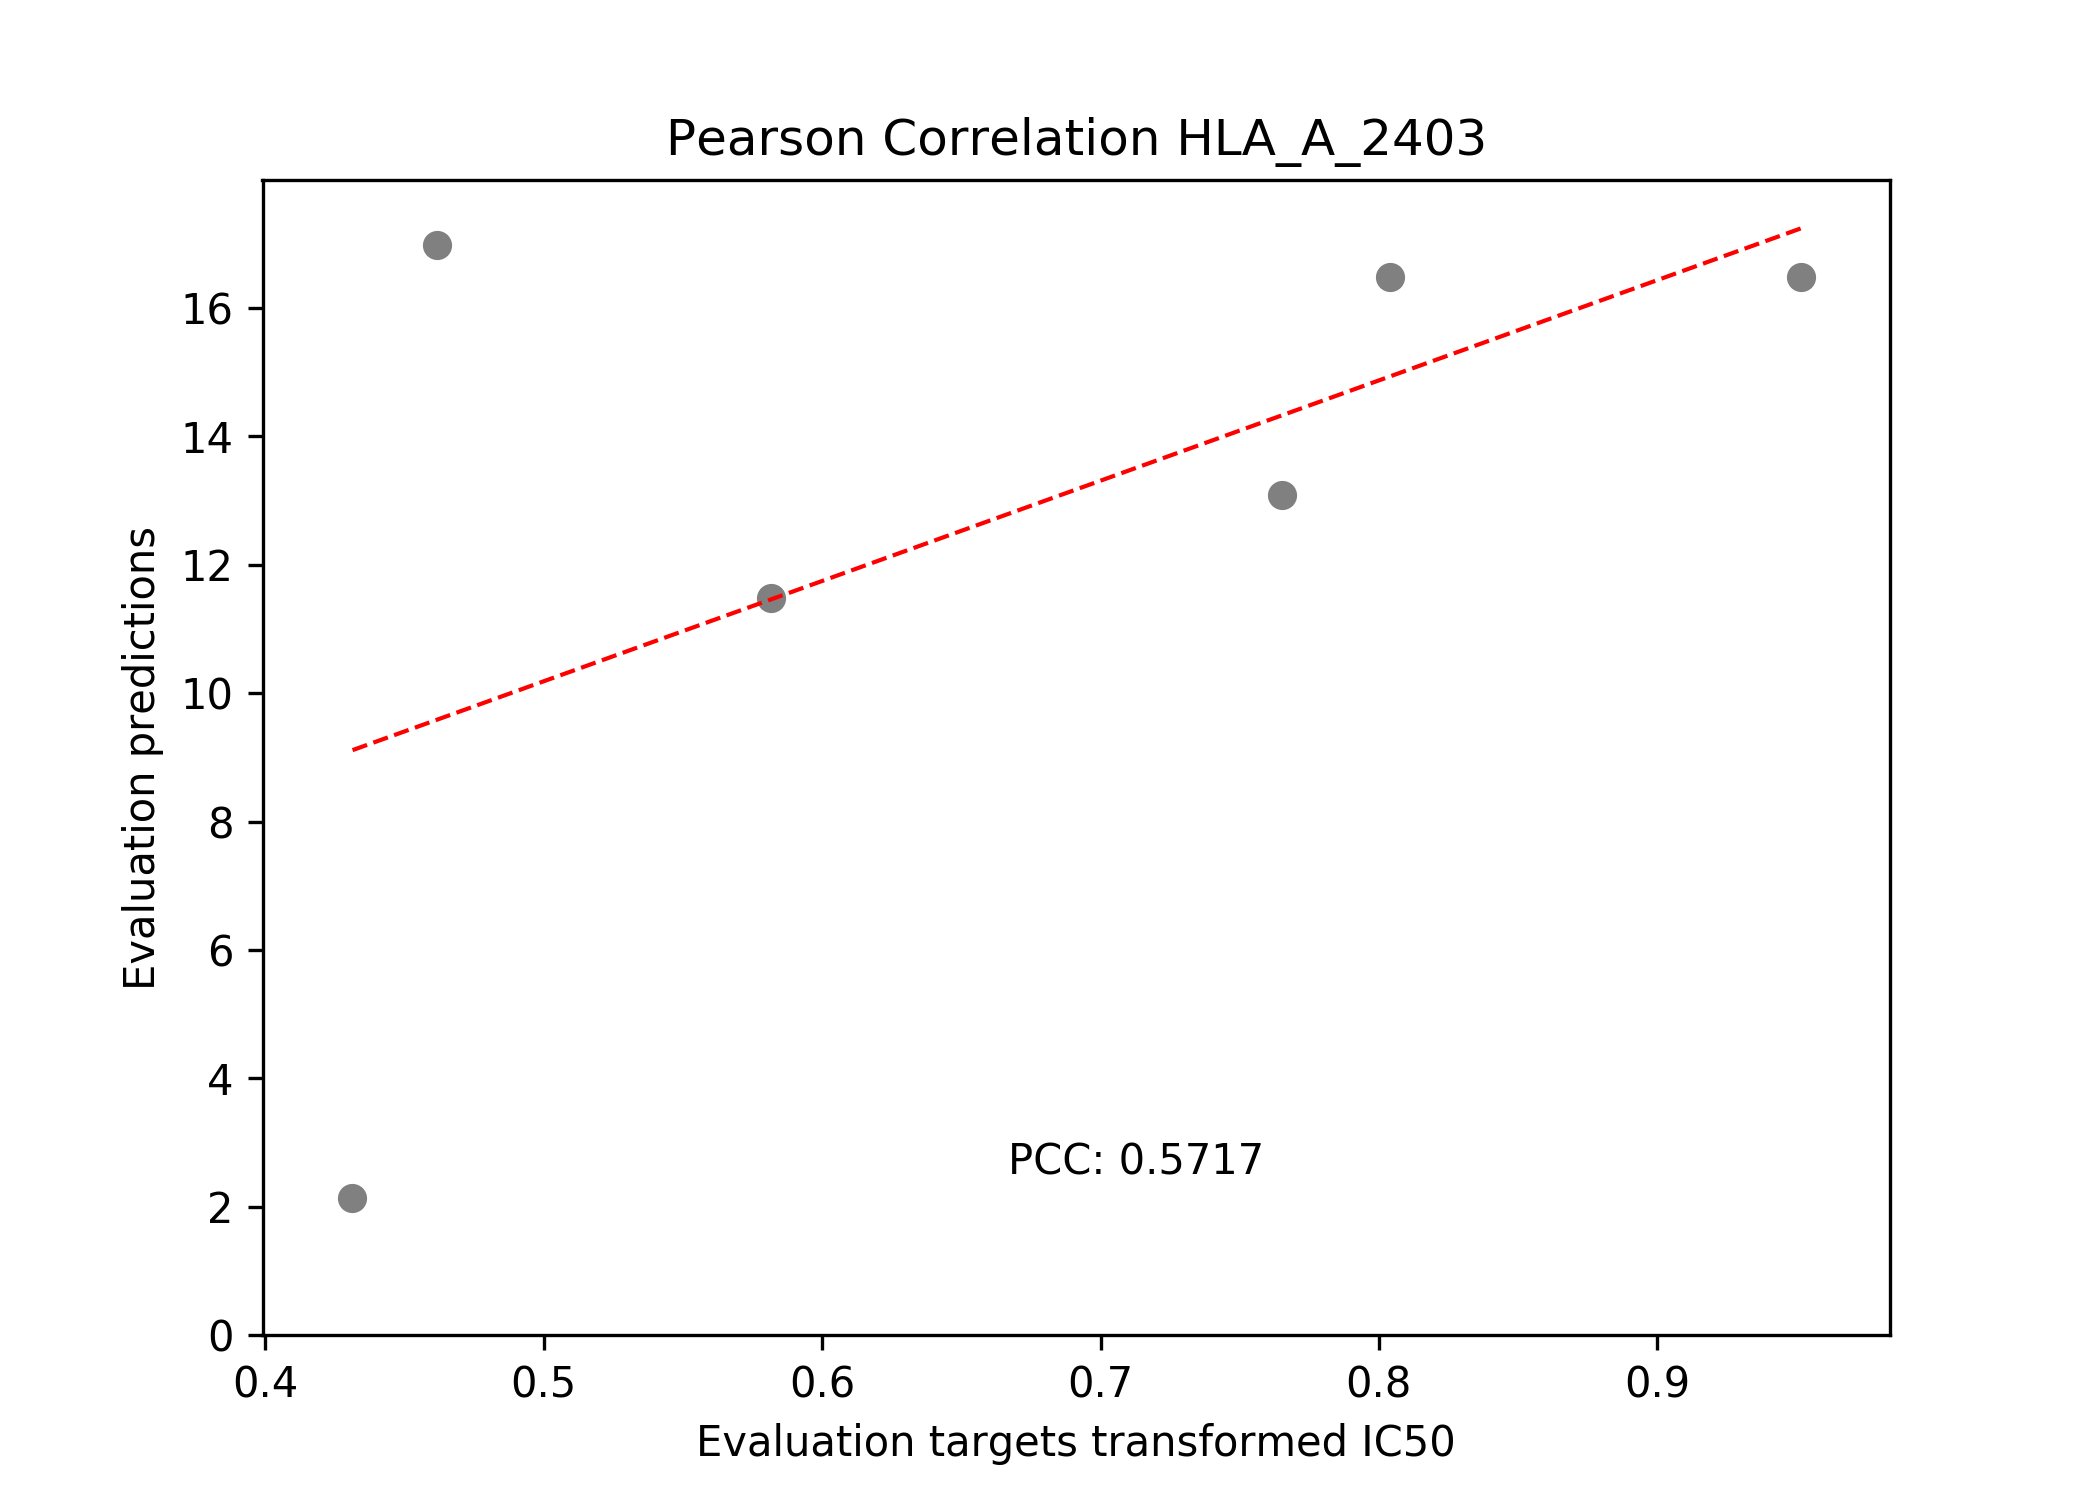 Pearson Correlation HLA_A_2403
Evaluation predictions
16
14
12
10
8
6
4
2
0
PCC: 0.5717
0.4 0.5 0.6 0.7 0.8 0.9
Evaluation targets transformed IC50